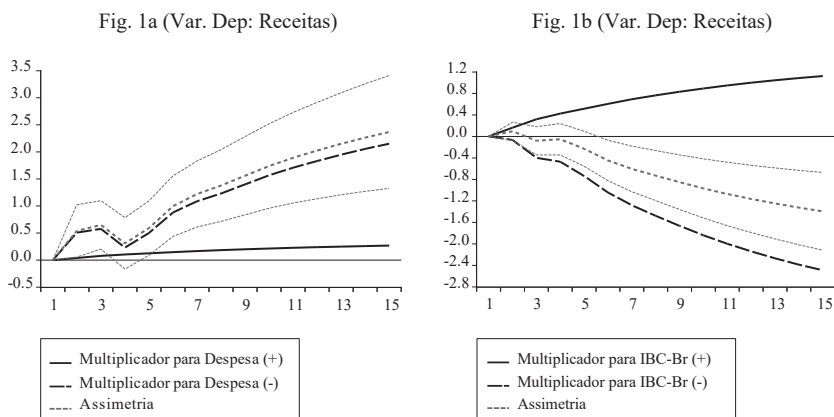 Fig. 1a (Var. Dep: Receitas)
3.5
3.0
2.5
2.0
1.5
1.0
0.5
0.0
-0.5
1 3 5 7 9 11 13 15
Multiplicador para Despesa (+)
Multiplicador para Despesa (-)
Assimetria
Fig. 1b (Var. Dep: Receitas)
1.2
0.8
0.4
0.0
-0.4
-0.8
-1.2
-1.6
-2.0
-2.4
-2.8
1 3 5 7 9 11 13 15
Multiplicador para IBC-Br (+)
Multiplicador para IBC-Br (-)
Assimetria